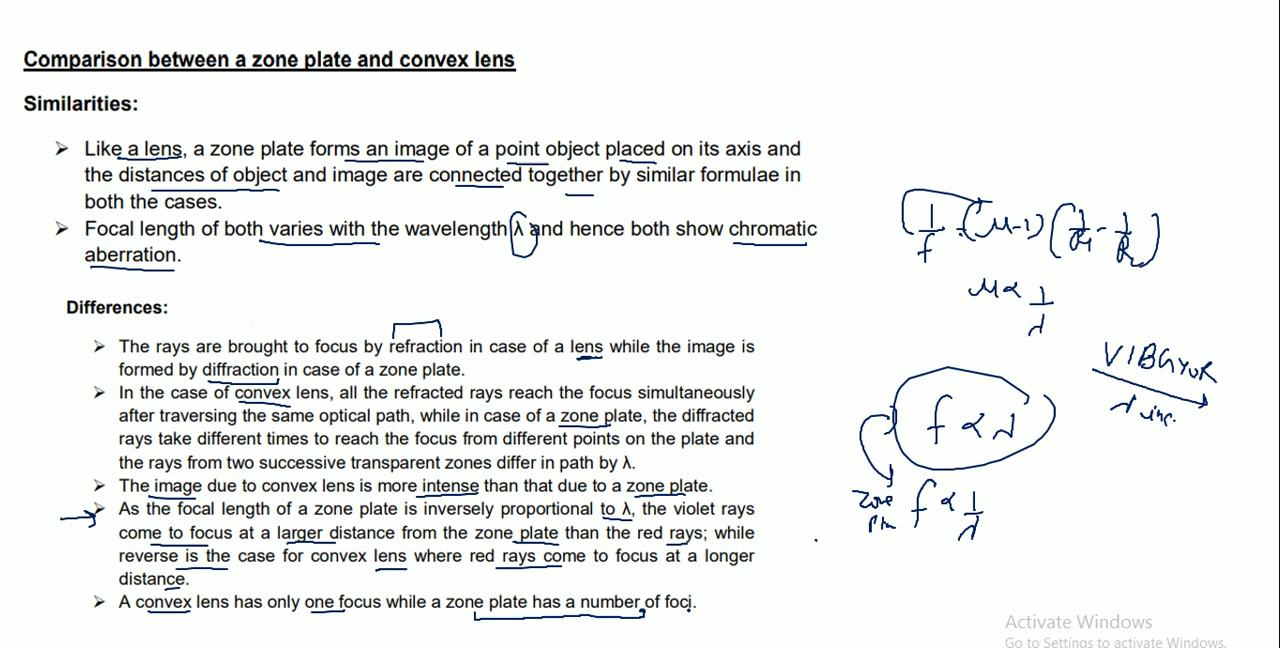 Comparison between a zone plate and convex lens
Similarities:
➢ Like a lens, a zone plate forms an image of a point object placed on its axis and
the distances of object and image are connected together by similar formulae in
both the cases.
➢ Focal length of both varies with the wavelength λ and hence both show chromatic
aberration.
Differences:
➢ The rays are brought to focus by refraction in case of a lens while the image is
formed by diffraction in case of a zone plate.
➢ In the case of convex lens, all the refracted rays reach the focus simultaneously
after traversing the same optical path, while in case of a zone plate, the diffracted
rays take different times to reach the focus from different points on the plate and
the rays from two successive transparent zones differ in path by λ.
➢ The image due to convex lens is more intense than that due to a zone plate.
➢ As the focal length of a zone plate is inversely proportional to λ, the violet rays
come to focus at a larger distance from the zone plate than the red rays; while
reverse is the case for convex lens where red rays come to focus at a longer
distance.
➢ A convex lens has only one focus while a zone plate has a number of foci.
1/f = (μ-1) (1/R1 - 1/R2)
μ ∝ 1/λ
VIBGYOR
λ inc.
f ∝ λ
Zone
f ∝ 1/λ
Activate Windows
Go to Settings to activate Windows.